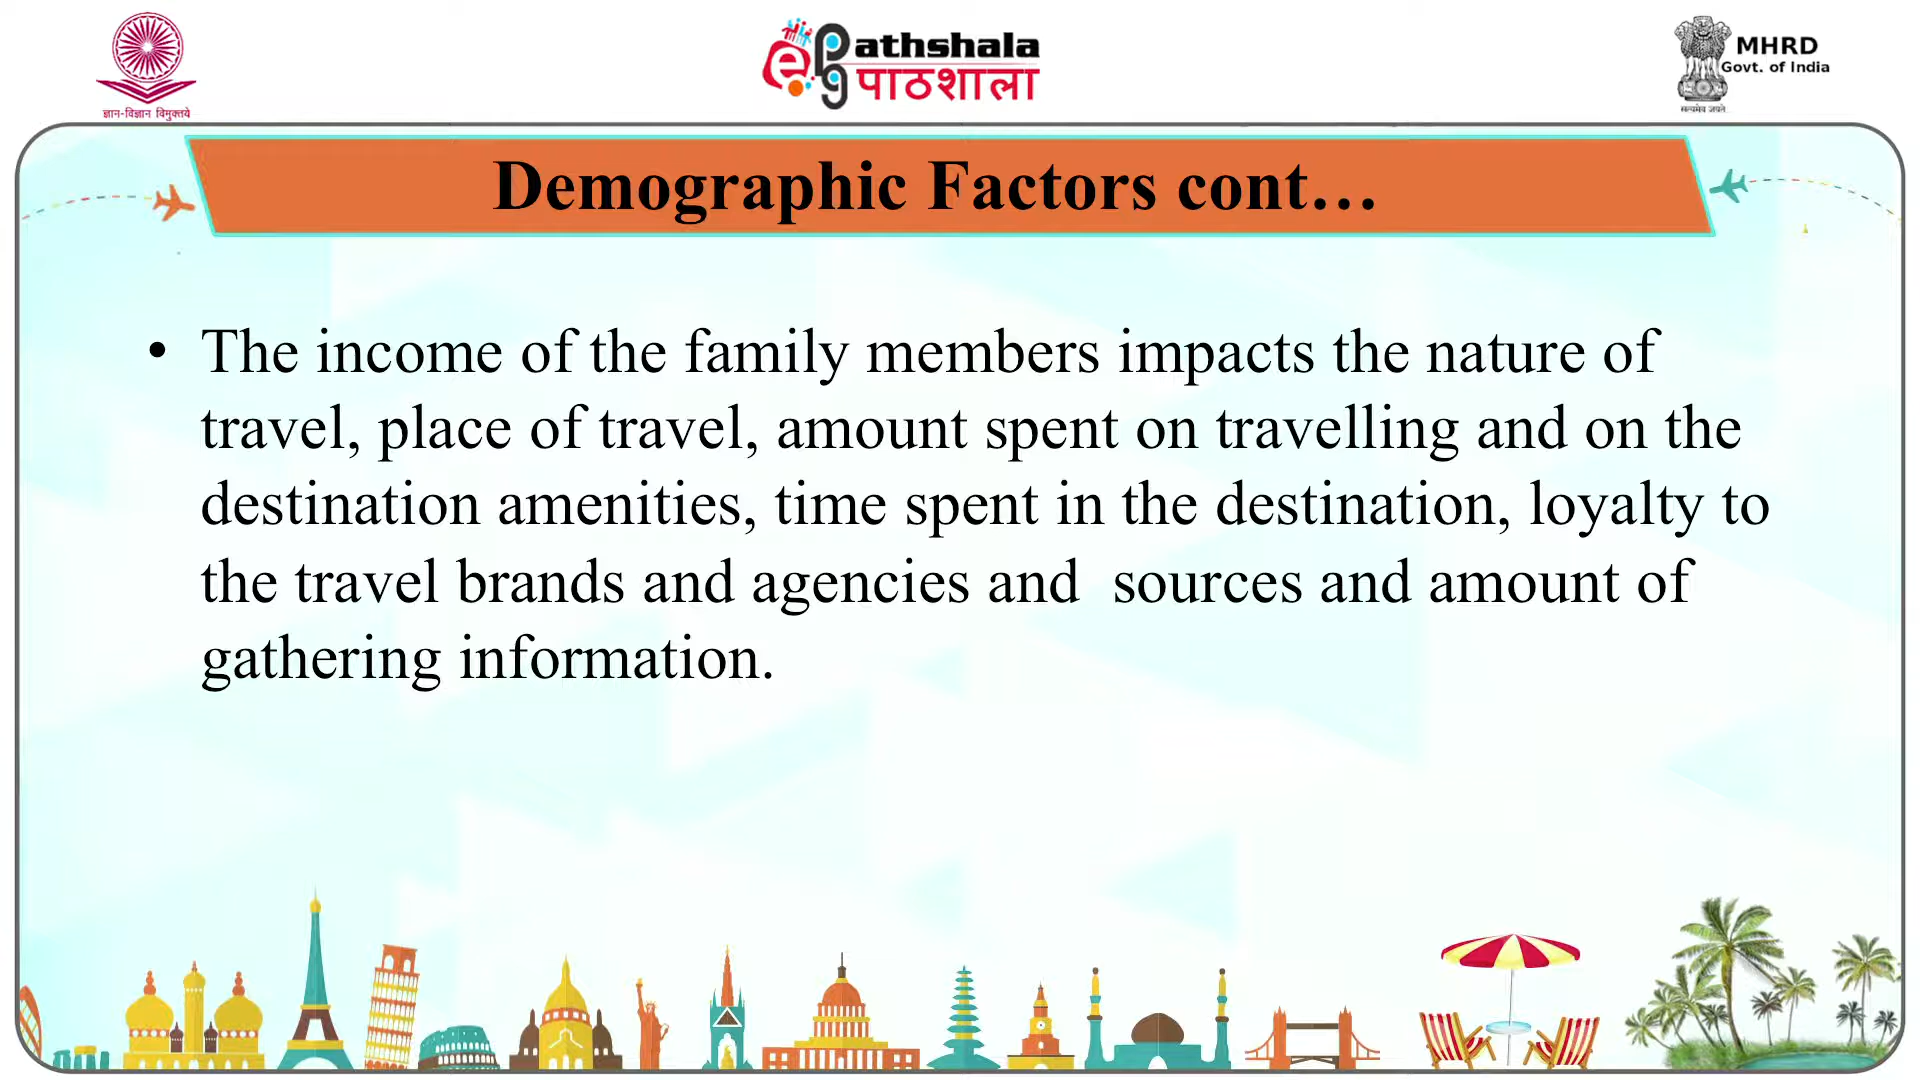 ज्ञान-विज्ञान विमुक्तये
ePG Pathshala
पाठशाला
MHRD
Govt. of India
सत्यमेव जयते
Demographic Factors cont…
• The income of the family members impacts the nature of
travel, place of travel, amount spent on travelling and on the
destination amenities, time spent in the destination, loyalty to
the travel brands and agencies and  sources and amount of
gathering information.